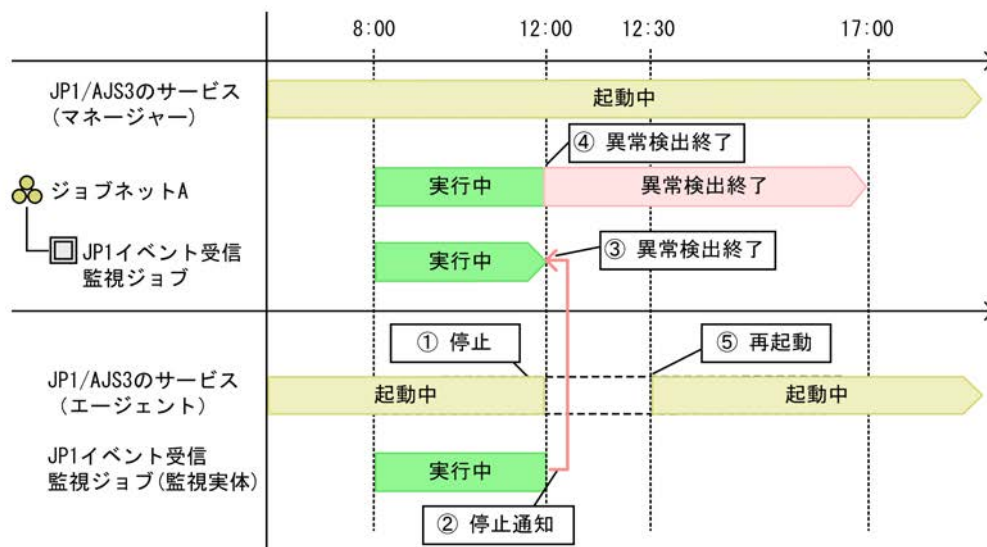 8:00 12:00 12:30 17:00
JP1/AJS3のサービス
(マネージャー)
起動中
④ 異常検出終了
ジョブネットA
実行中
異常検出終了
③ 異常検出終了
JP1イベント受信
監視ジョブ
実行中
① 停止
⑤ 再起動
JP1/AJS3のサービス
(エージェント)
起動中
起動中
JP1イベント受信
監視ジョブ(監視実体)
実行中
② 停止通知